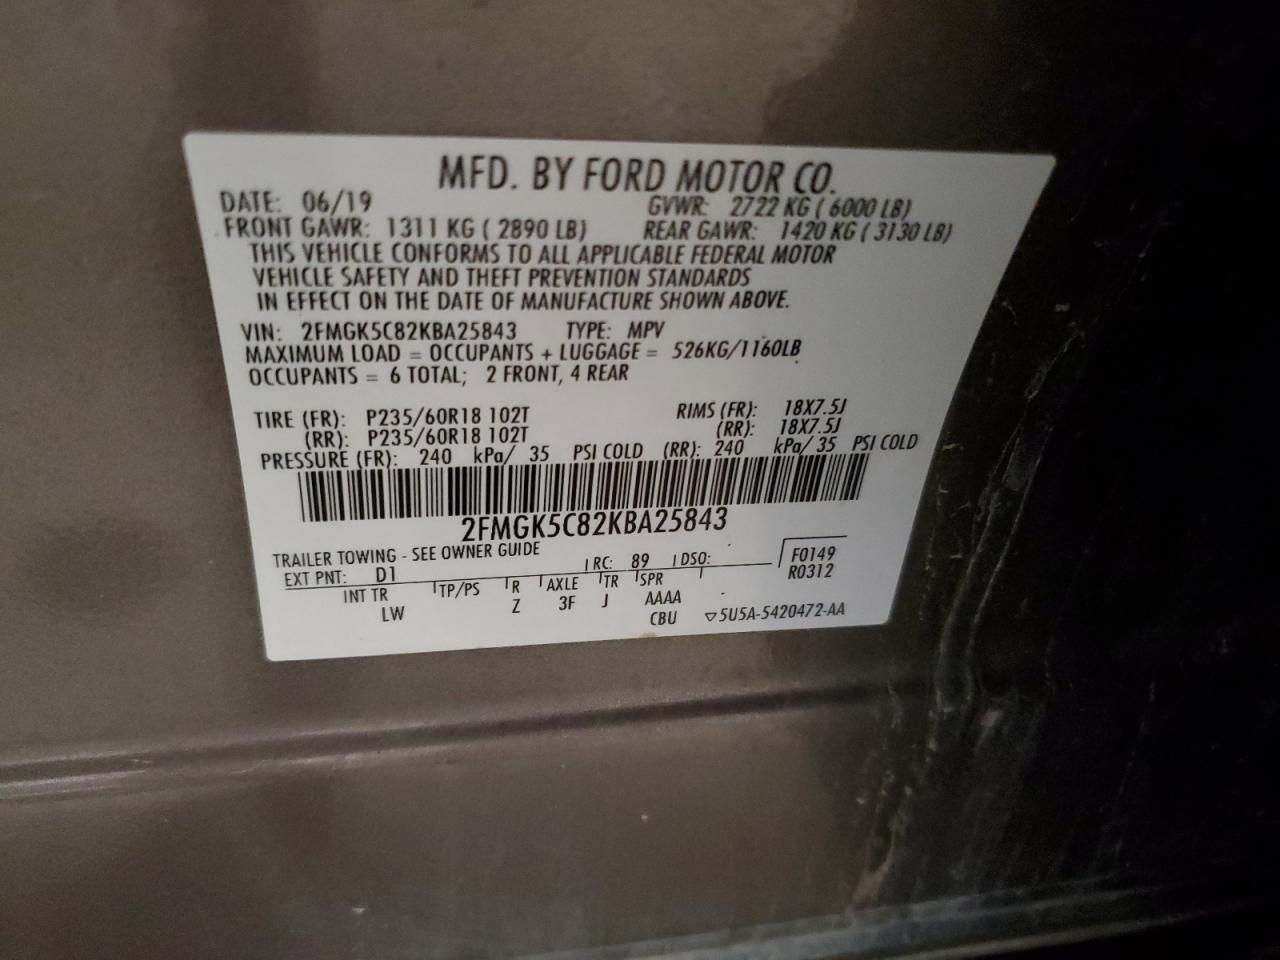 MFD. BY FORD MOTOR CO.
DATE: 06/19 GVWR: 2722 KG ( 6000 LB)
FRONT GAWR: 1311 KG ( 2890 LB) REAR GAWR: 1420 KG ( 3130 LB)
THIS VEHICLE CONFORMS TO ALL APPLICABLE FEDERAL MOTOR
VEHICLE SAFETY AND THEFT PREVENTION STANDARDS
IN EFFECT ON THE DATE OF MANUFACTURE SHOWN ABOVE.
VIN: 2FMGK5C82KBA25843 TYPE: MPV
MAXIMUM LOAD = OCCUPANTS + LUGGAGE = 526KG/1160LB
OCCUPANTS = 6 TOTAL; 2 FRONT, 4 REAR
TIRE (FR): P235/60R18 102T RIMS (FR): 18X7.5J
(RR): P235/60R18 102T (RR): 18X7.5J
PRESSURE (FR): 240 kPa/ 35 PSI COLD (RR): 240 kPa/ 35 PSI COLD
2FMGK5C82KBA25843
TRAILER TOWING - SEE OWNER GUIDE
EXT PNT: D1 RC: 89 DSO: F0149
R0312
INT TR TP/PS R AXLE TR SPR
LW Z 3F J AAAA
CBU ▽5U5A-5420472-AA